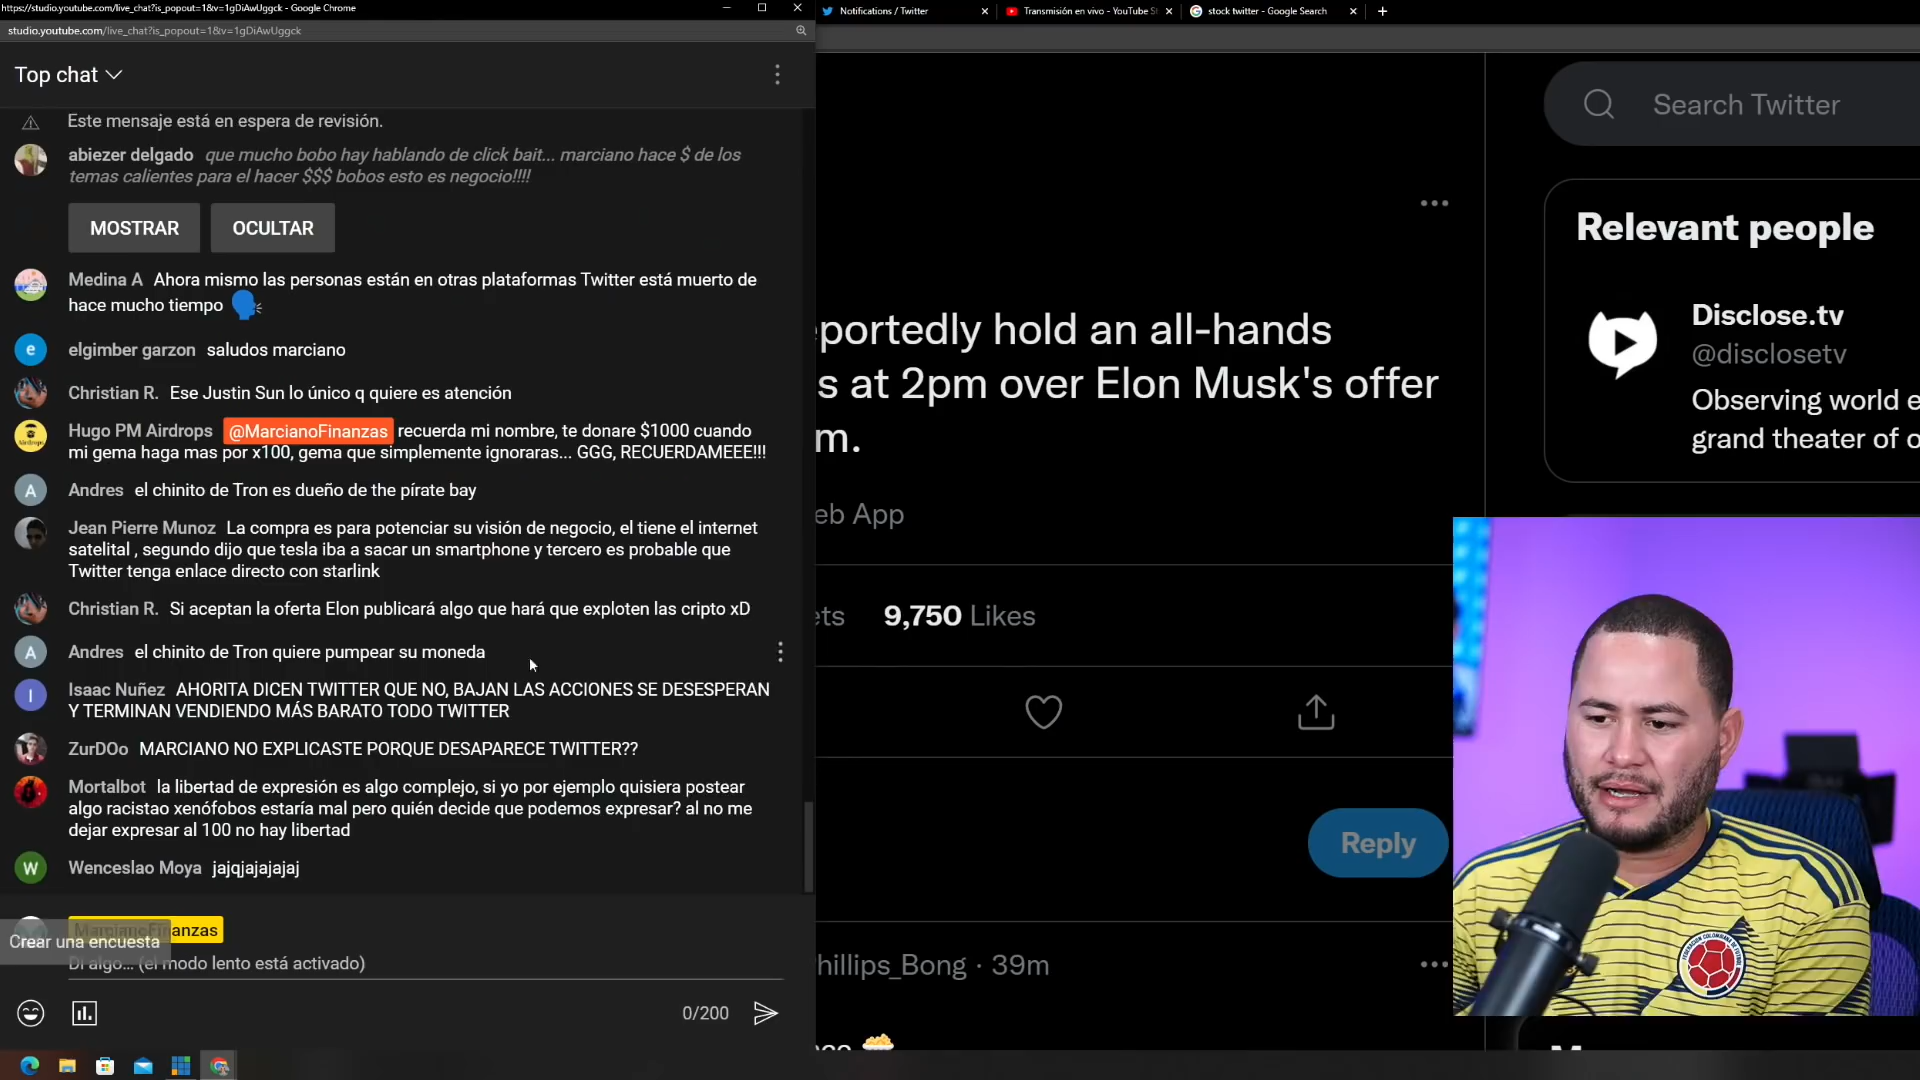 https://studio.youtube.com/live_chat?is_popout=1&v=1gDiAwUggck - Google Chrome
studio.youtube.com/live_chat?is_popout=1&v=1gDiAwUggck
Top chat
Este mensaje está en espera de revisión.
abiezer delgado que mucho bobo hay hablando de click bait... marciano hace $ de los
temas calientes para el hacer $$$ bobos esto es negocio!!!!
MOSTRAR OCULTAR
Medina A Ahora mismo las personas están en otras plataformas Twitter está muerto de
hace mucho tiempo
e
elgimber garzon saludos marciano
Christian R. Ese Justin Sun lo único q quiere es atención
Hugo PM Airdrops @MarcianoFinanzas recuerda mi nombre, te donare $1000 cuando
mi gema haga mas por x100, gema que simplemente ignoraras... GGG, RECUERDAMEEE!!!
A
Andres el chinito de Tron es dueño de the pírate bay
Jean Pierre Munoz La compra es para potenciar su visión de negocio, el tiene el internet
satelital , segundo dijo que tesla iba a sacar un smartphone y tercero es probable que
Twitter tenga enlace directo con starlink
Christian R. Si aceptan la oferta Elon publicará algo que hará que exploten las cripto xD
A
Andres el chinito de Tron quiere pumpear su moneda
I
Isaac Nuñez AHORITA DICEN TWITTER QUE NO, BAJAN LAS ACCIONES SE DESESPERAN
Y TERMINAN VENDIENDO MÁS BARATO TODO TWITTER
ZurDOo MARCIANO NO EXPLICASTE PORQUE DESAPARECE TWITTER??
Mortalbot la libertad de expresión es algo complejo, si yo por ejemplo quisiera postear
algo racistao xenófobos estaría mal pero quién decide que podemos expresar? al no me
dejar expresar al 100 no hay libertad
W
Wenceslao Moya jajqjajajajaj
MarcianoFinanzas
Crear una encuesta
Di algo... (el modo lento está activado)
0/200
Notifications / Twitter
Transmisión en vivo - YouTube S
stock twitter - Google Search
Search Twitter
Relevant people
Disclose.tv
@disclosetv
Observing world e
grand theater of o
eportedly hold an all-hands
s at 2pm over Elon Musk's offer
m.
eb App
ets 9,750 Likes
Reply
hillips_Bong · 39m
FEDERACION COLOMBIANA DE FUTBOL